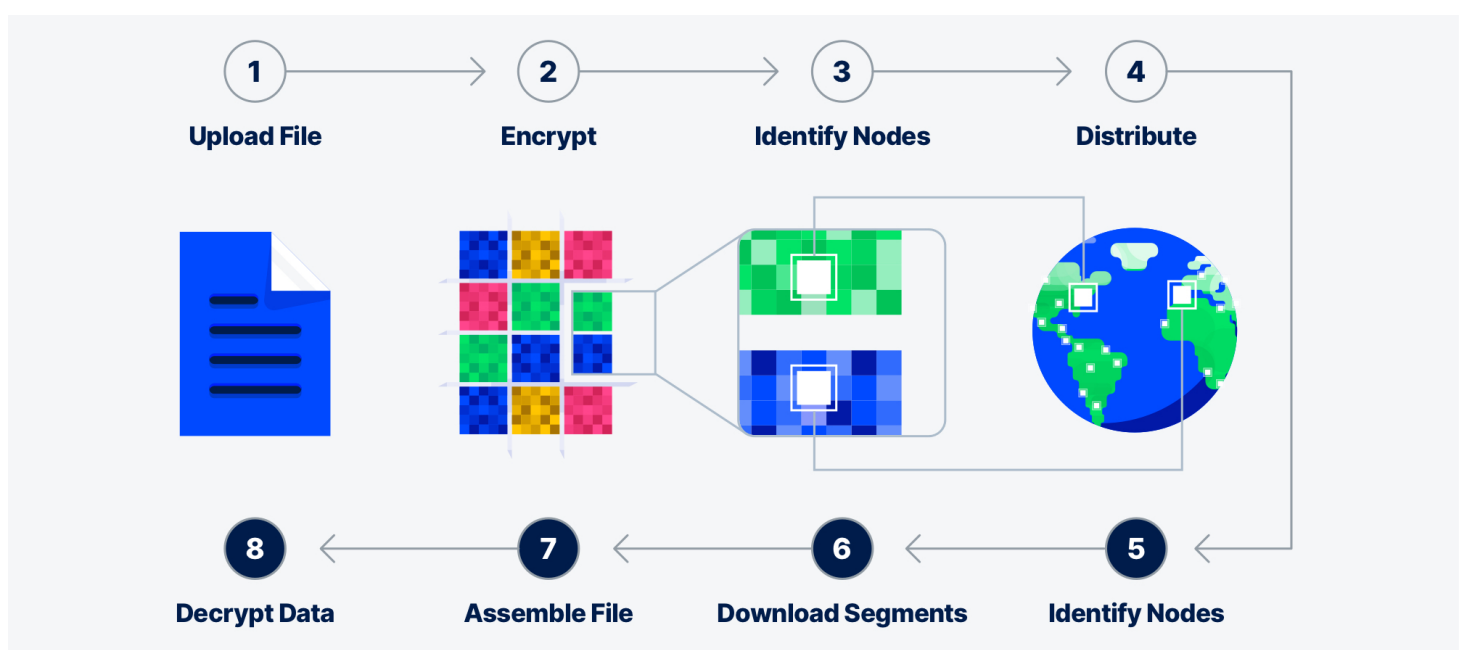 1
Upload File
2
Encrypt
3
Identify Nodes
4
Distribute
5
Identify Nodes
6
Download Segments
7
Assemble File
8
Decrypt Data